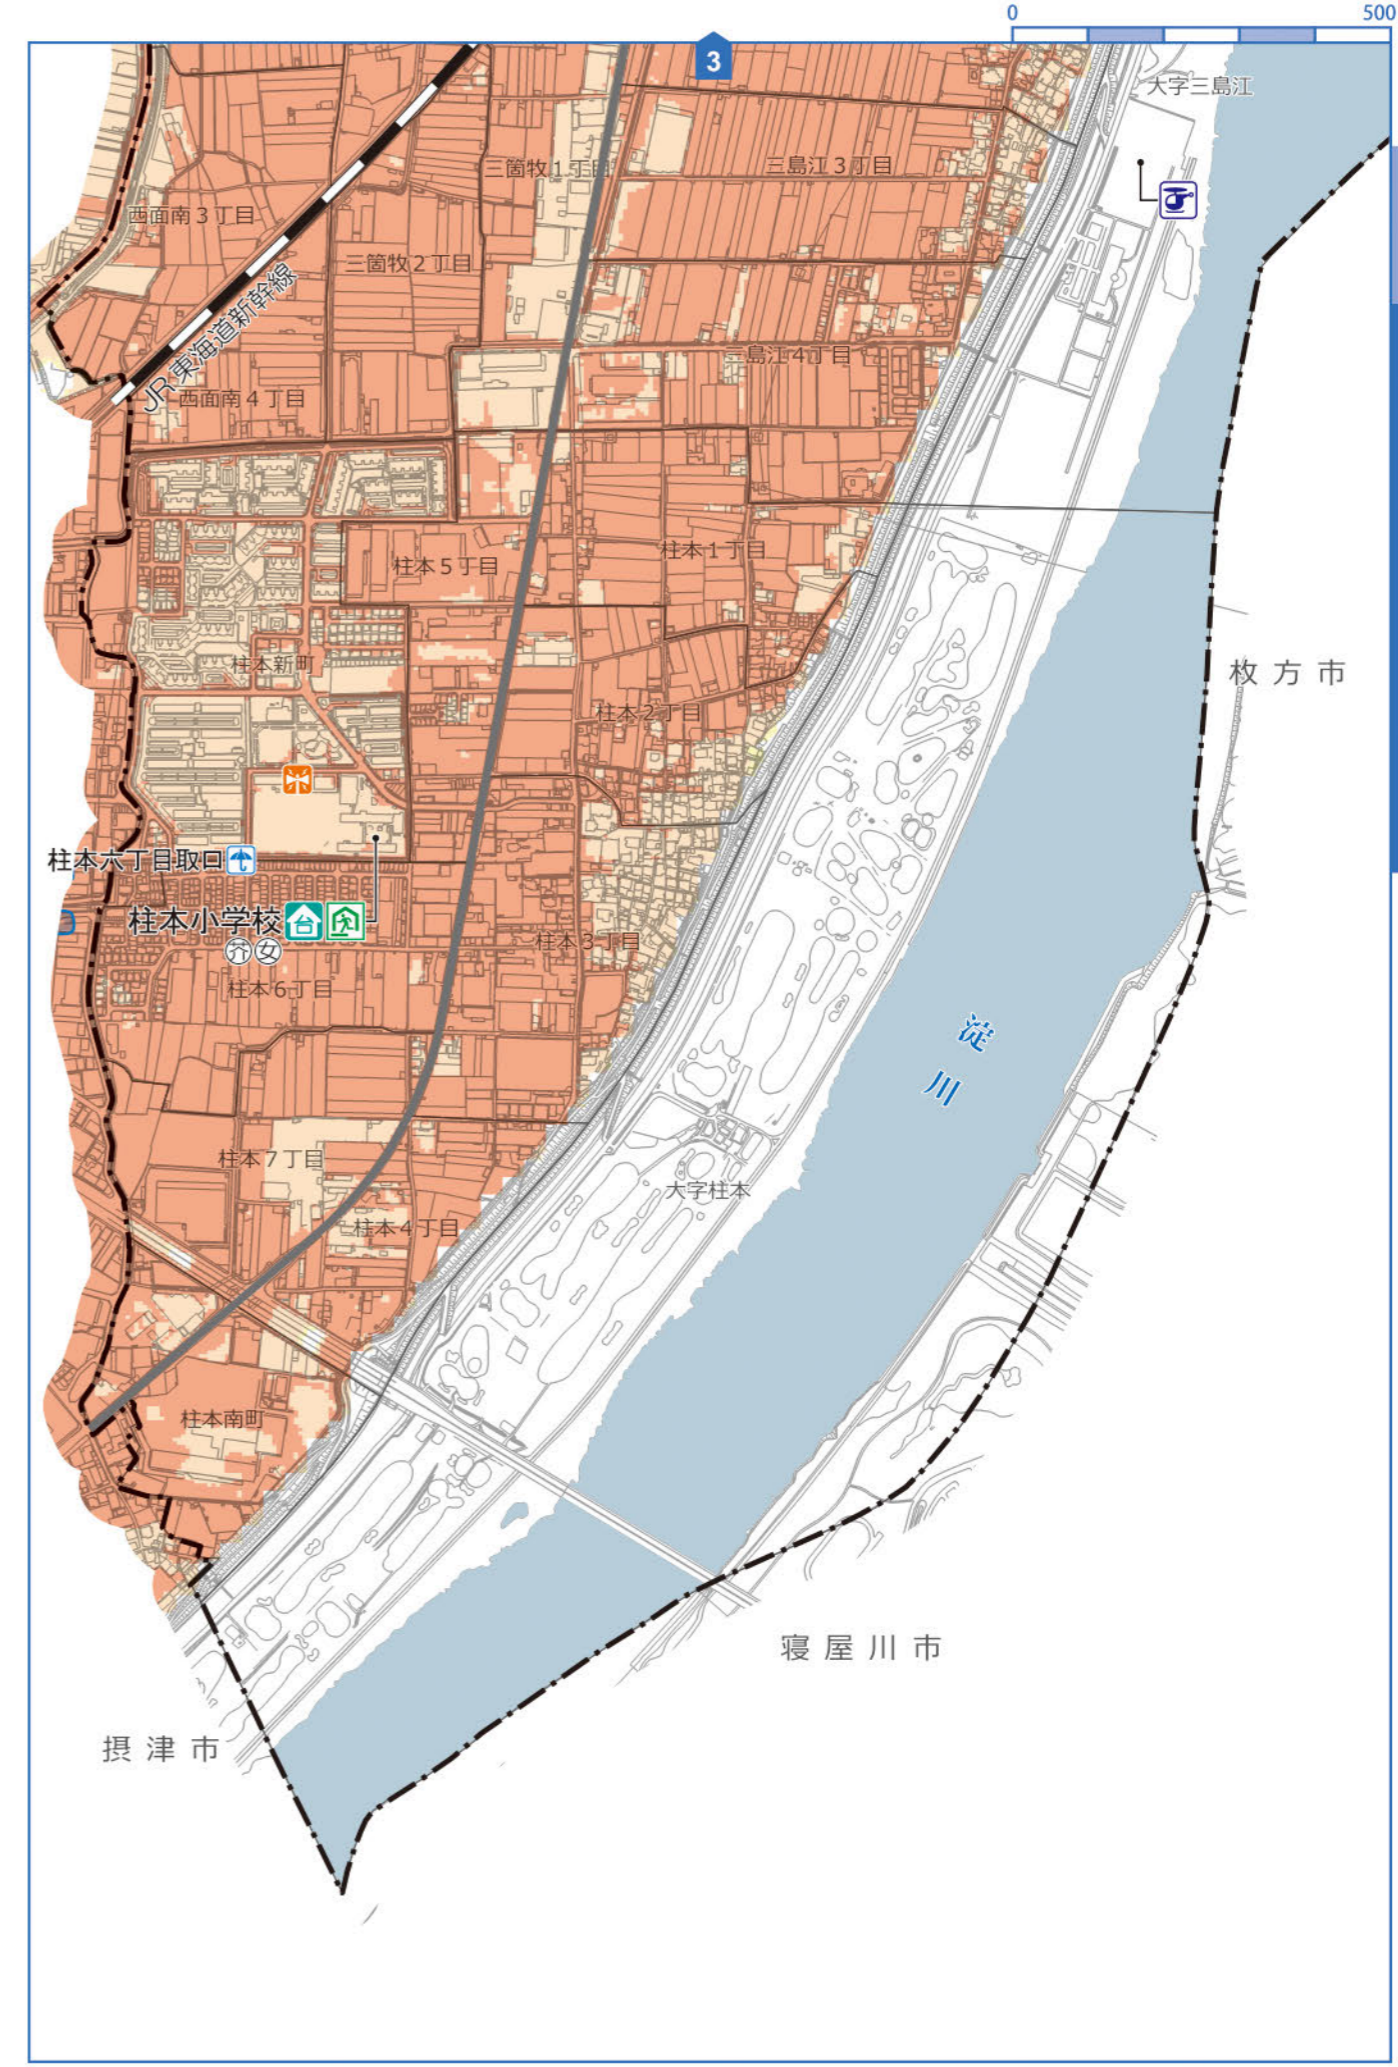 0
500
3
大字三島江
三箇牧1丁目
三島江3丁目
西面南3丁目
三箇牧2丁目
JR東海道新幹線
三島江4丁目
西面南4丁目
柱本1丁目
柱本5丁目
柱本新町
枚方市
柱本2丁目
柱本六丁目取口
柱本小学校
台
芥 女
柱本3丁目
柱本6丁目
淀川
柱本7丁目
大字柱本
柱本4丁目
柱本南町
寝屋川市
摂津市